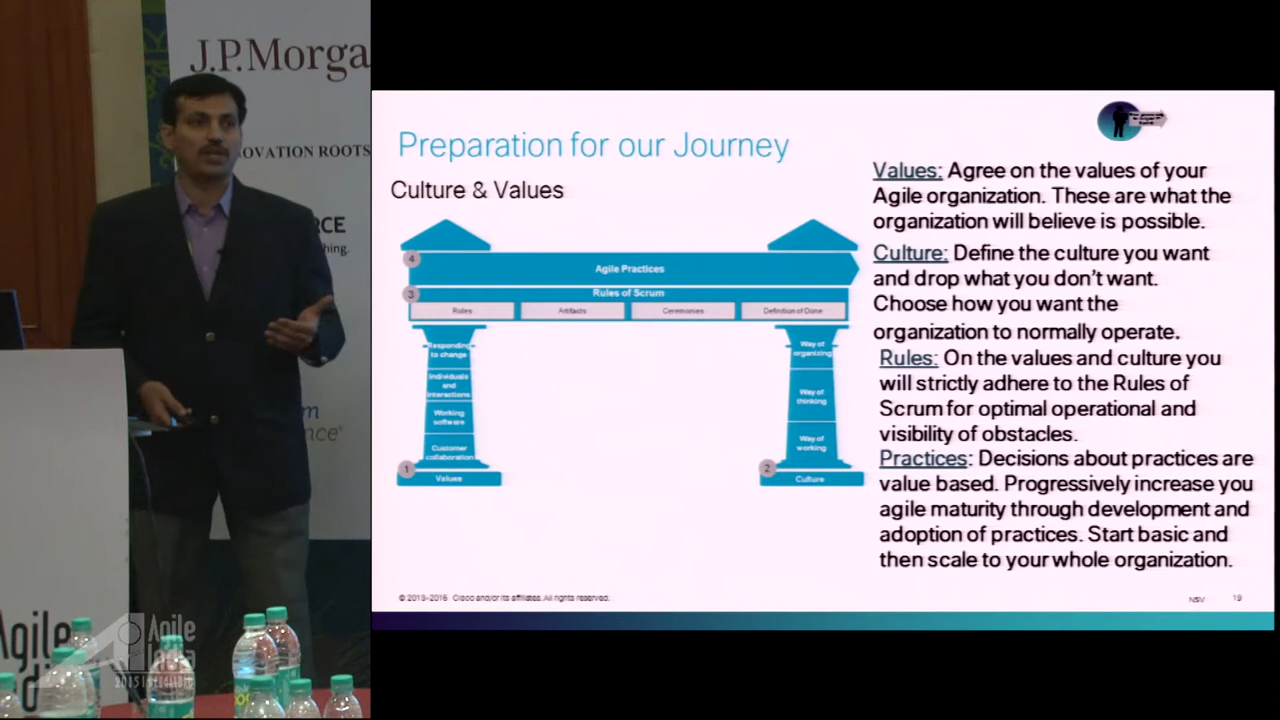 J.P.Morga
OVATION ROOTS
RCE
hing.
Agile
Agile
India
2015
Preparation for our Journey
Culture & Values
4
Agile Practices
3
Rules of Scrum
Roles
Artifacts
Ceremonies
Definition of Done
Responding
to change
Individuals
and
interactions
Working
software
Customer
collaboration
1
Values
Way of
organizing
Way of
thinking
Way of
working
2
Culture
Values: Agree on the values of your
Agile organization. These are what the
organization will believe is possible.
Culture: Define the culture you want
and drop what you don't want.
Choose how you want the
organization to normally operate.
Rules: On the values and culture you
will strictly adhere to the Rules of
Scrum for optimal operational and
visibility of obstacles.
Practices: Decisions about practices are
value based. Progressively increase you
agile maturity through development and
adoption of practices. Start basic and
then scale to your whole organization.
© 2013-2016 Cisco and/or its affiliates. All rights reserved.
NSV
19